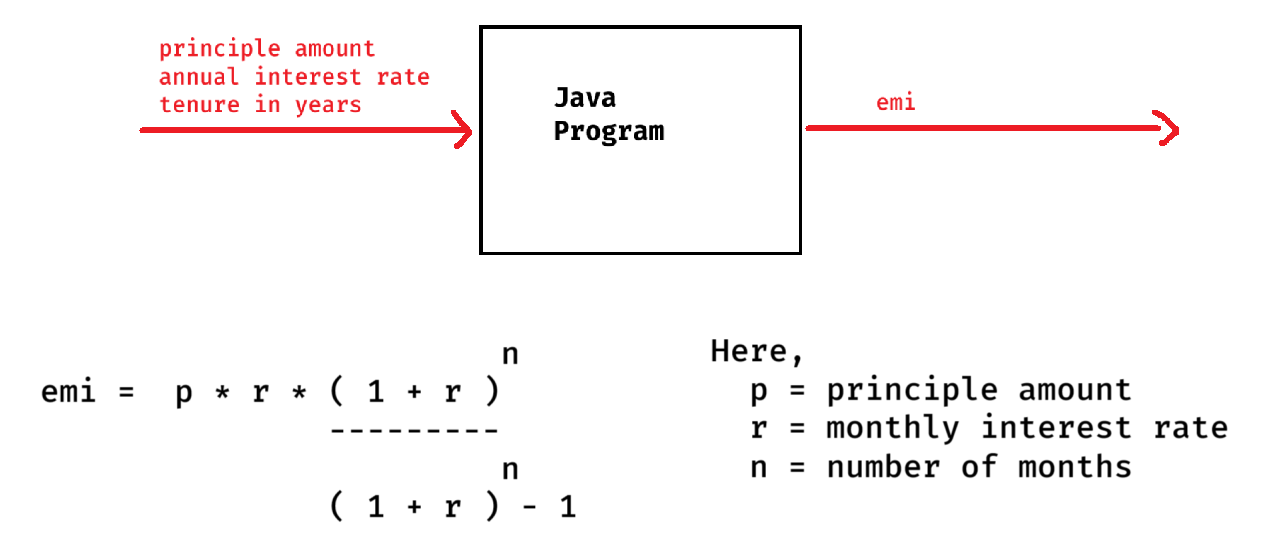 principle amount
annual interest rate
tenure in years
Java
Program
emi
n
emi = p * r * ( 1 + r )
---------
n
( 1 + r ) - 1
Here,
p = principle amount
r = monthly interest rate
n = number of months